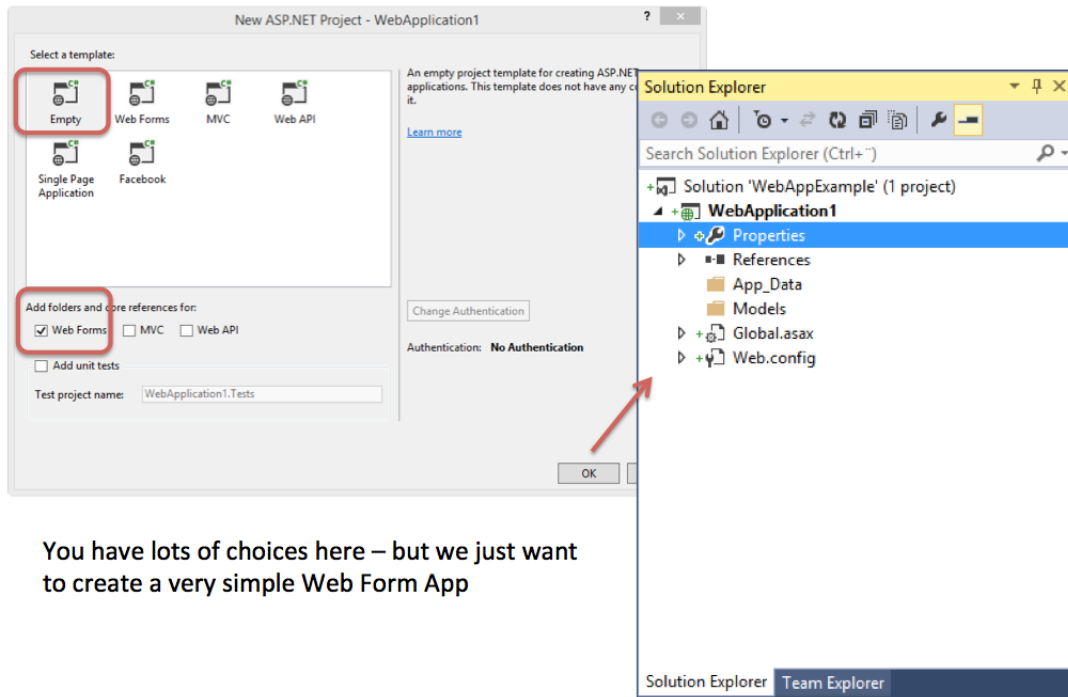 New ASP.NET Project - WebApplication1
?
Select a template:
Empty
Web Forms
MVC
Web API
Single Page
Application
Facebook
An empty project template for creating ASP.NET
applications. This template does not have any
it.
Learn more
Add folders and core references for:
Web Forms
MVC
Web API
Add unit tests
Test project name:
WebApplication1.Tests
Change Authentication
Authentication: No Authentication
OK
Solution Explorer
Search Solution Explorer (Ctrl+¨)
Solution 'WebAppExample' (1 project)
WebApplication1
Properties
References
App_Data
Models
Global.asax
Web.config
Solution Explorer
Team Explorer
You have lots of choices here – but we just want
to create a very simple Web Form App